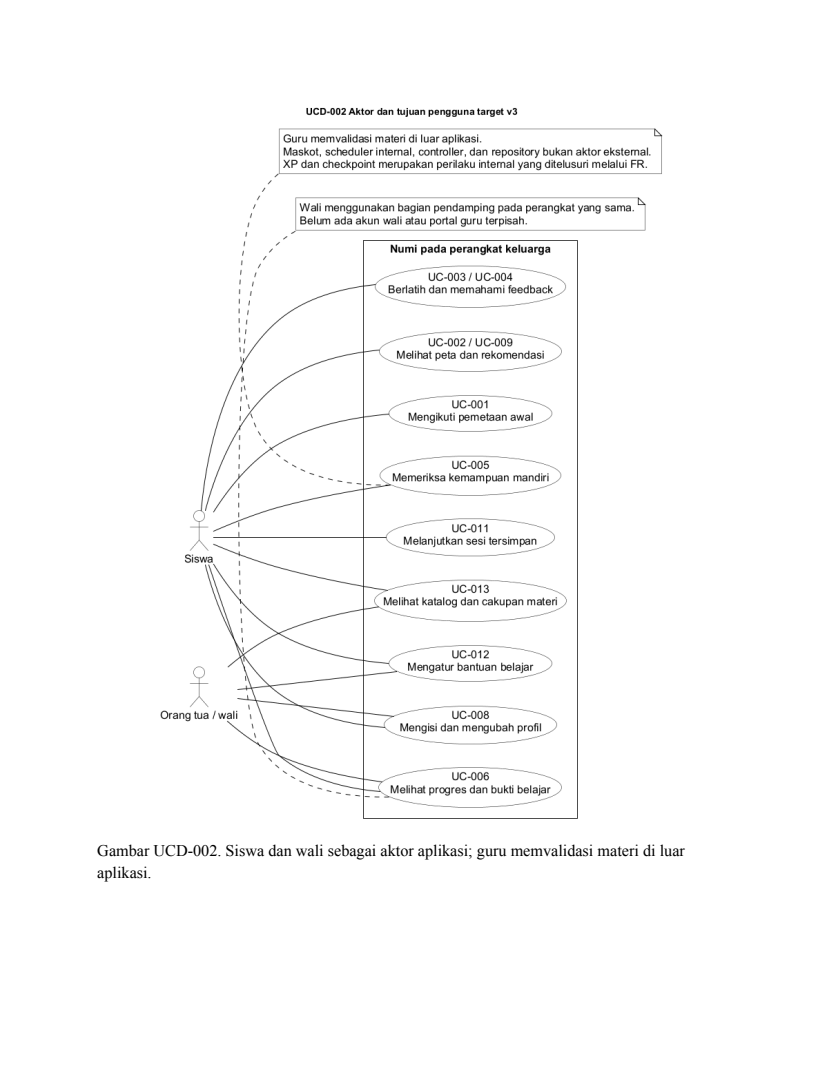 UCD-002 Aktor dan tujuan pengguna target v3
Guru memvalidasi materi di luar aplikasi.
Maskot, scheduler internal, controller, dan repository bukan aktor eksternal.
XP dan checkpoint merupakan perilaku internal yang ditelusuri melalui FR.
Wali menggunakan bagian pendamping pada perangkat yang sama.
Belum ada akun wali atau portal guru terpisah.
Numi pada perangkat keluarga
UC-003 / UC-004
Berlatih dan memahami feedback
UC-002 / UC-009
Melihat peta dan rekomendasi
UC-001
Mengikuti pemetaan awal
UC-005
Memeriksa kemampuan mandiri
UC-011
Melanjutkan sesi tersimpan
Siswa
UC-013
Melihat katalog dan cakupan materi
UC-012
Mengatur bantuan belajar
Orang tua / wali
UC-008
Mengisi dan mengubah profil
UC-006
Melihat progres dan bukti belajar
Gambar UCD-002. Siswa dan wali sebagai aktor aplikasi; guru memvalidasi materi di luar
aplikasi.